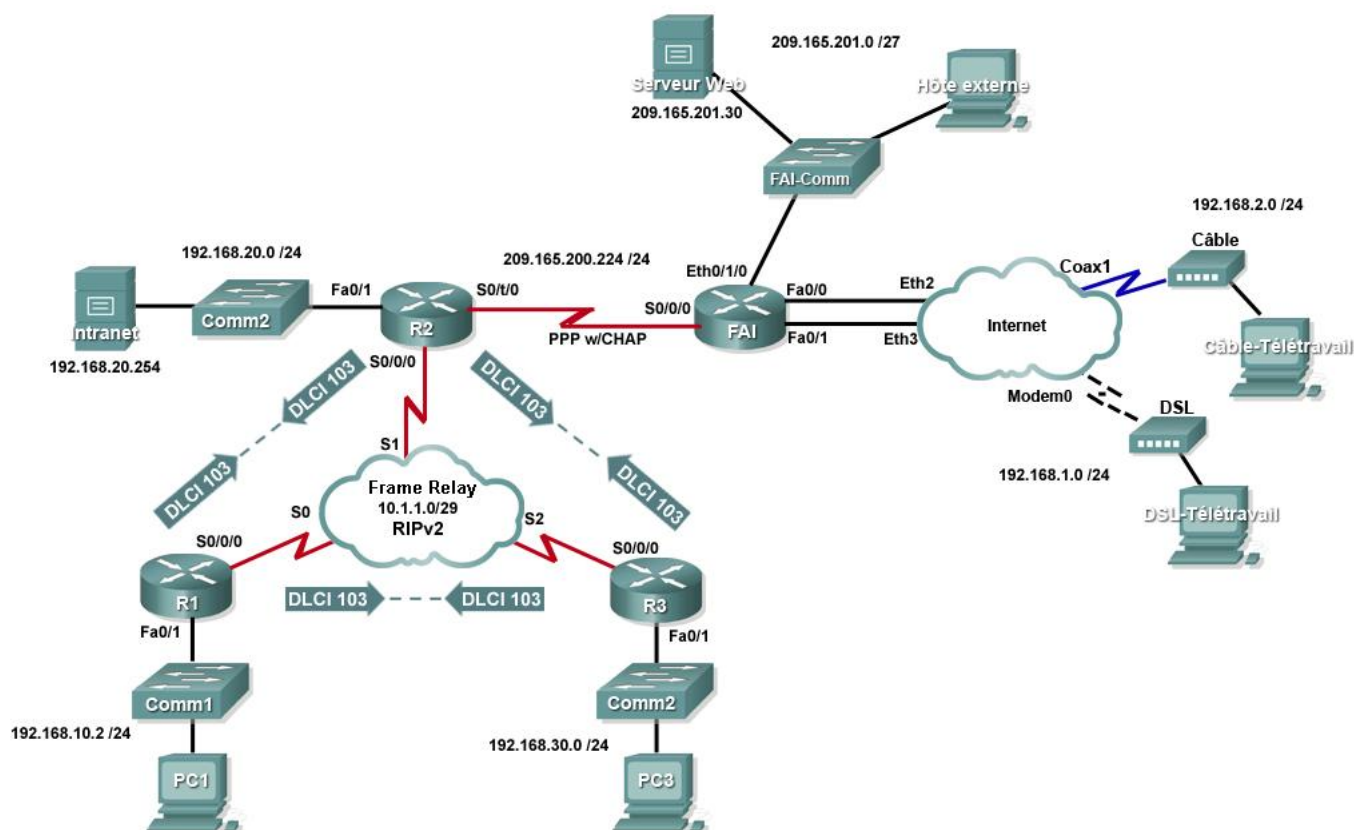 209.165.201.0 /27
Serveur Web
Hôte externe
209.165.201.30
FAI-Comm
192.168.2.0 /24
Câble
192.168.20.0 /24
209.165.200.224 /24
Eth0/1/0
Coax1
Fa0/1
S0/t/0
Fa0/0
Eth2
Intranet
Comm2
R2
S0/0/0
FAI
Internet
PPP w/CHAP
Fa0/1
Eth3
Câble-Télétravail
192.168.20.254
S0/0/0
DLCI 103
DLCI 103
Modem0
DSL
S1
DLCI 103
DLCI 103
192.168.1.0 /24
Frame Relay
10.1.1.0/29
RIPv2
S0
S2
DSL-Télétravail
S0/0/0
S0/0/0
R1
DLCI 103
DLCI 103
R3
Fa0/1
Fa0/1
Comm1
Comm2
192.168.10.2 /24
192.168.30.0 /24
PC1
PC3